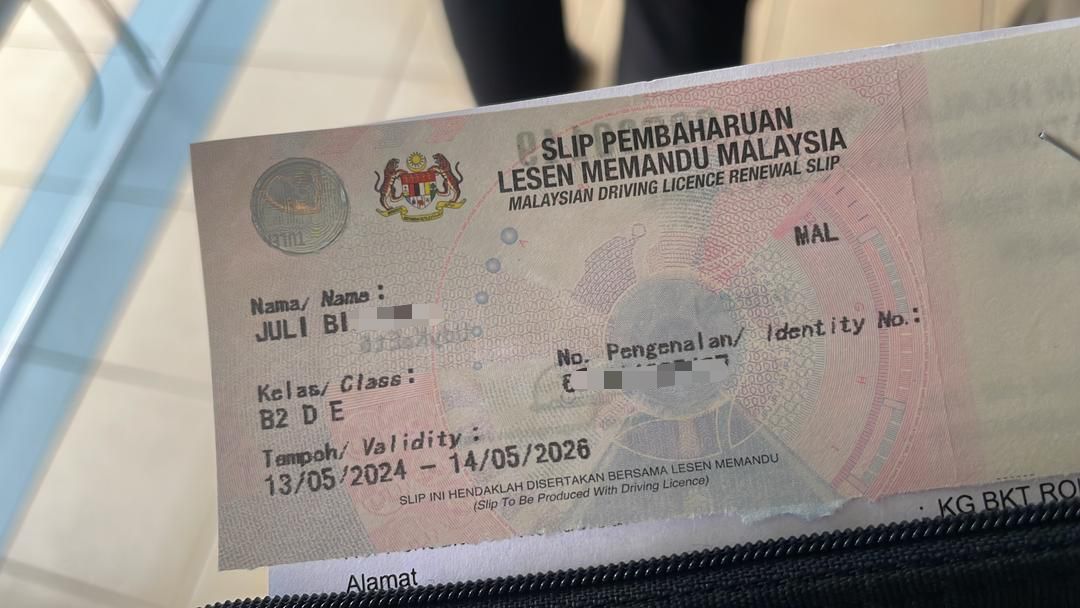 SLIP PEMBAHARUAN
LESEN MEMANDU MALAYSIA
MALAYSIAN DRIVING LICENCE RENEWAL SLIP
MAL
Nama/ Name:
JULI BI
No. Pengenalan/ Identity No.:
Kelas/ Class:
B2 D E
Tempoh/ Validity:
13/05/2024 – 14/05/2026
SLIP INI HENDAKLAH DISERTAKAN BERSAMA LESEN MEMANDU
(Slip To Be Produced With Driving Licence)
: KG BKT
Alamat